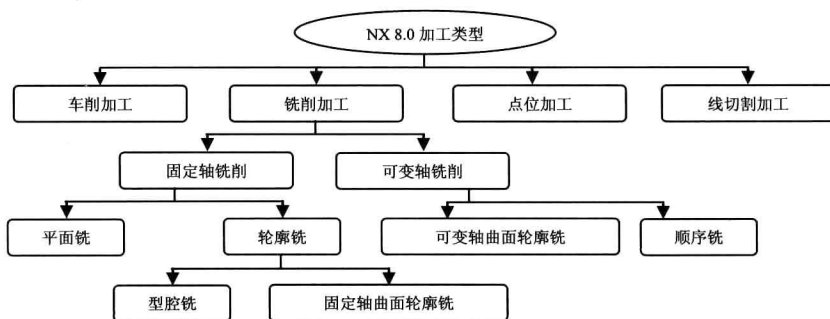 NX 8.0 加工类型
车削加工
铣削加工
点位加工
线切割加工
固定轴铣削
可变轴铣削
平面铣
轮廓铣
可变轴曲面轮廓铣
顺序铣
型腔铣
固定轴曲面轮廓铣